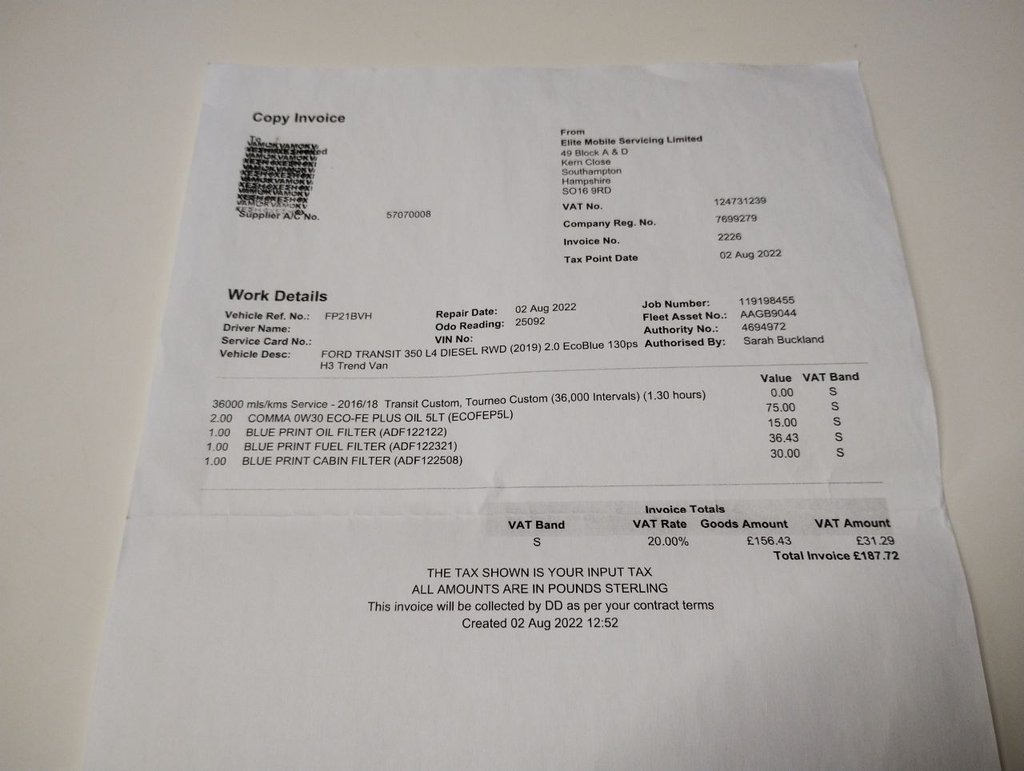 Copy Invoice
To
Supplier A/C No. 57070008
From
Elite Mobile Servicing Limited
49 Block A & D
Kern Close
Southampton
Hampshire
SO16 9RD
VAT No. 124731239
Company Reg. No. 7699279
Invoice No. 2226
Tax Point Date 02 Aug 2022
Work Details
Vehicle Ref. No.: FP21BVH Repair Date: 02 Aug 2022 Job Number: 119198455
Driver Name: Odo Reading: 25092 Fleet Asset No.: AAGB9044
Service Card No.: VIN No: Authority No.: 4694972
Vehicle Desc: FORD TRANSIT 350 L4 DIESEL RWD (2019) 2.0 EcoBlue 130ps Authorised By: Sarah Buckland
H3 Trend Van
Value VAT Band
36000 mls/kms Service - 2016/18 Transit Custom, Tourneo Custom (36,000 Intervals) (1.30 hours) 0.00 S
2.00 COMMA 0W30 ECO-FE PLUS OIL 5LT (ECOFEP5L) 75.00 S
1.00 BLUE PRINT OIL FILTER (ADF122122) 15.00 S
1.00 BLUE PRINT FUEL FILTER (ADF122321) 36.43 S
1.00 BLUE PRINT CABIN FILTER (ADF122508) 30.00 S
Invoice Totals
VAT Band VAT Rate Goods Amount VAT Amount
S 20.00% £156.43 £31.29
Total Invoice £187.72
THE TAX SHOWN IS YOUR INPUT TAX
ALL AMOUNTS ARE IN POUNDS STERLING
This invoice will be collected by DD as per your contract terms
Created 02 Aug 2022 12:52